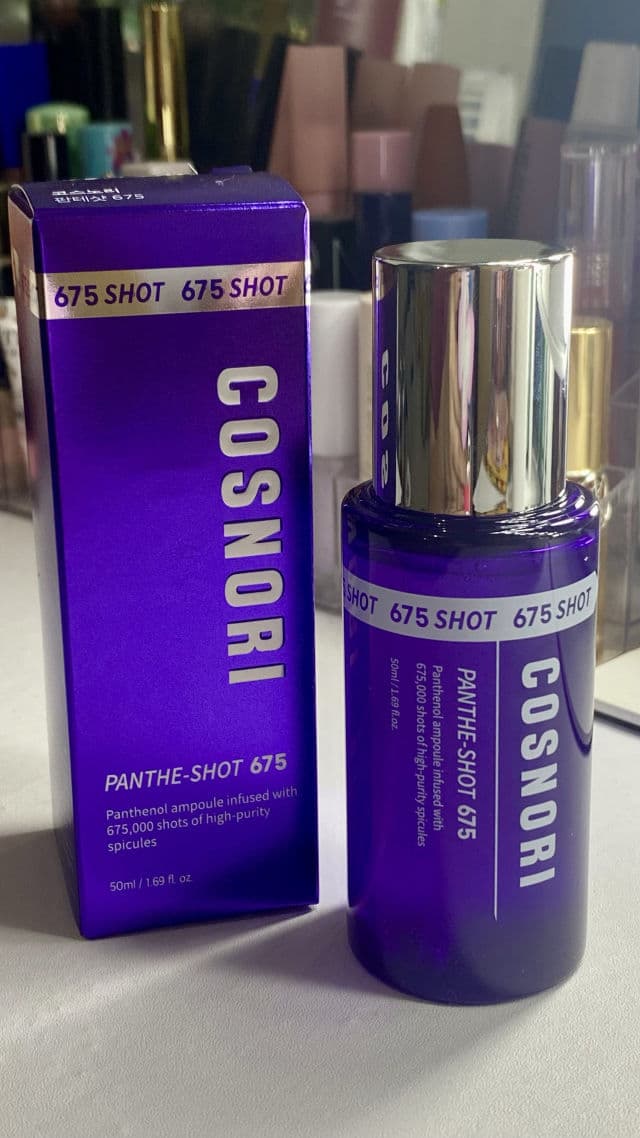 코스노리
판테샷 675
675 SHOT 675 SHOT
COSNORI
PANTHE-SHOT 675
Panthenol ampoule infused with
675,000 shots of high-purity
spicules
50ml / 1.69 fl. oz.
COS
SHOT 675 SHOT 675 SHOT
COSNORI
PANTHE-SHOT 675
Panthenol ampoule infused with
675,000 shots of high-purity spicules
50ml / 1.69 fl.oz.